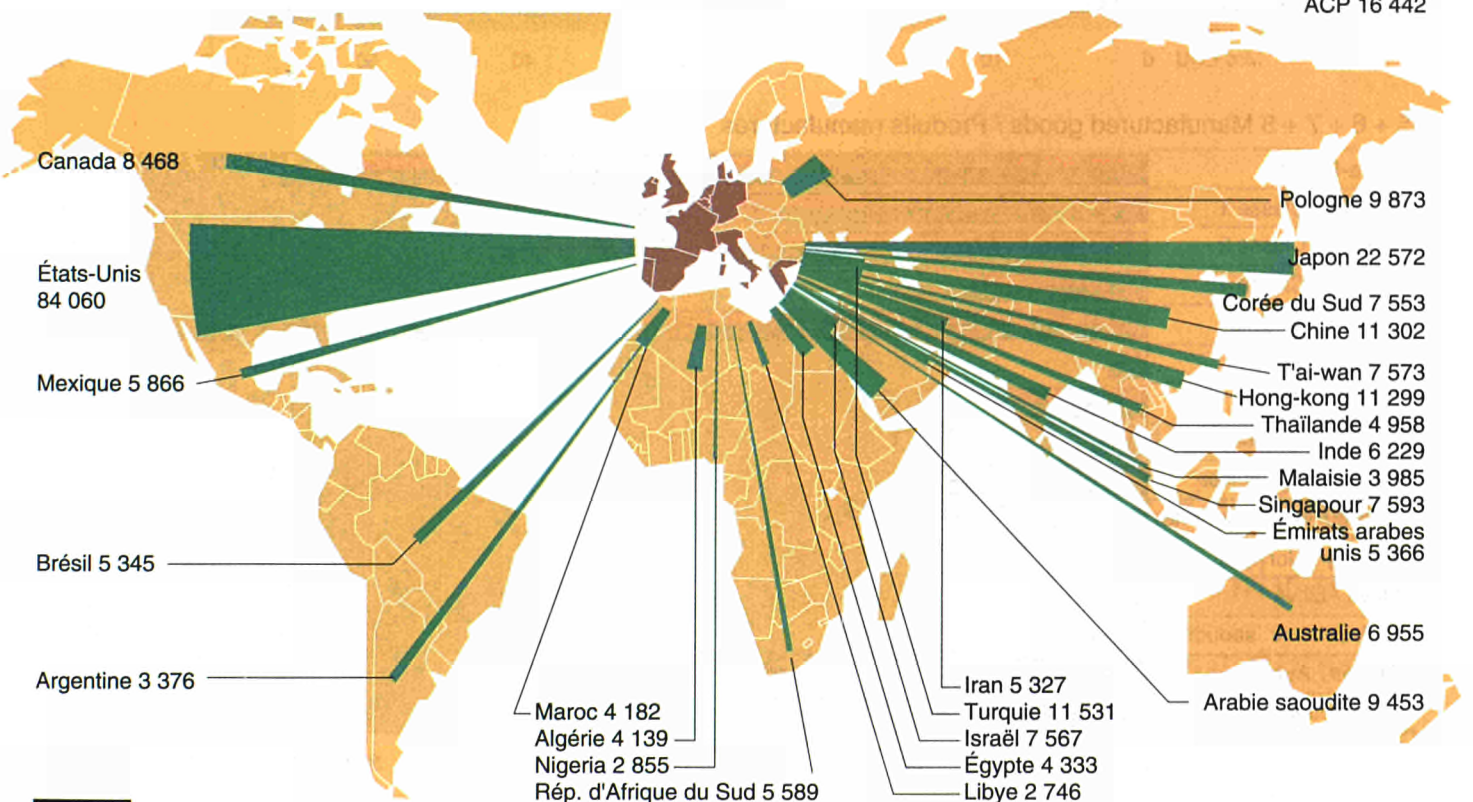 ACP 16 442
Canada 8 468
États-Unis
84 060
Mexique 5 866
Brésil 5 345
Argentine 3 376
Maroc 4 182
Algérie 4 139
Nigeria 2 855
Rép. d'Afrique du Sud 5 589
Iran 5 327
Turquie 11 531
Israël 7 567
Égypte 4 333
Libye 2 746
Pologne 9 873
Japon 22 572
Corée du Sud 7 553
Chine 11 302
T'ai-wan 7 573
Hong-kong 11 299
Thaïlande 4 958
Inde 6 229
Malaisie 3 985
Singapour 7 593
Émirats arabes
unis 5 366
Australie 6 955
Arabie saoudite 9 453